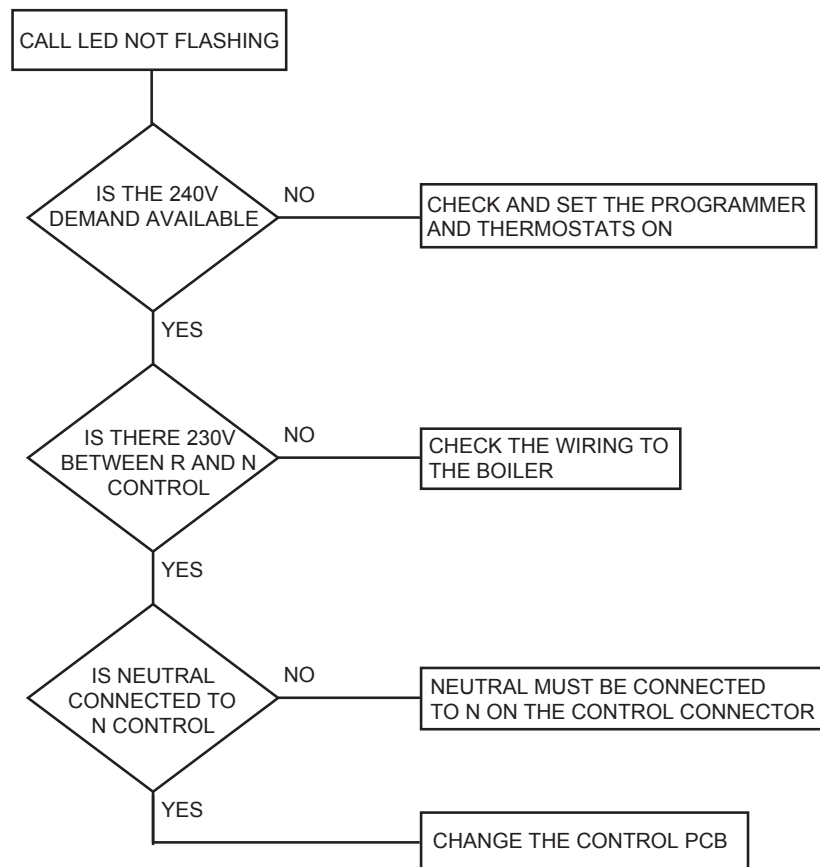 CALL LED NOT FLASHING
IS THE 240V
DEMAND AVAILABLE
NO
CHECK AND SET THE PROGRAMMER
AND THERMOSTATS ON
YES
IS THERE 230V
BETWEEN R AND N
CONTROL
NO
CHECK THE WIRING TO
THE BOILER
YES
IS NEUTRAL
CONNECTED TO
N CONTROL
NO
NEUTRAL MUST BE CONNECTED
TO N ON THE CONTROL CONNECTOR
YES
CHANGE THE CONTROL PCB